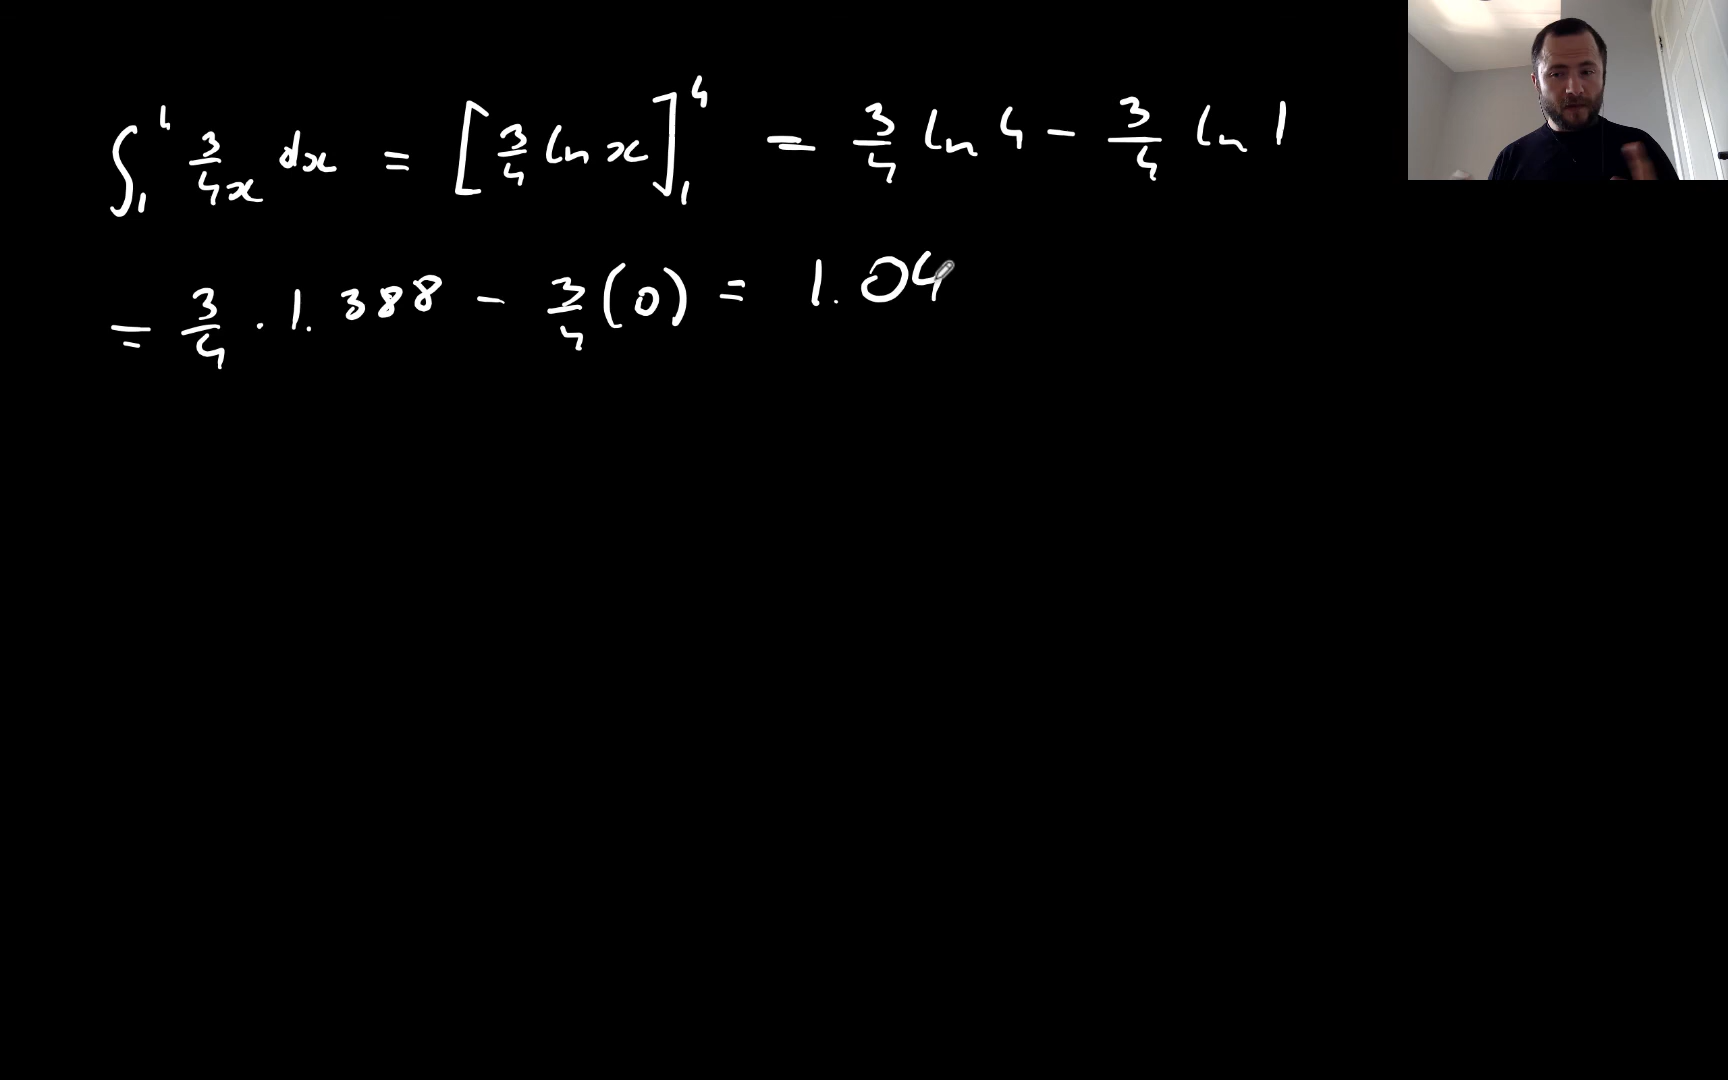 ∫₁⁴ 3/4x dx = [3/4 ln x]₁⁴ = 3/4 ln 4 - 3/4 ln 1
= 3/4 · 1.388 - 3/4 (0) = 1.04